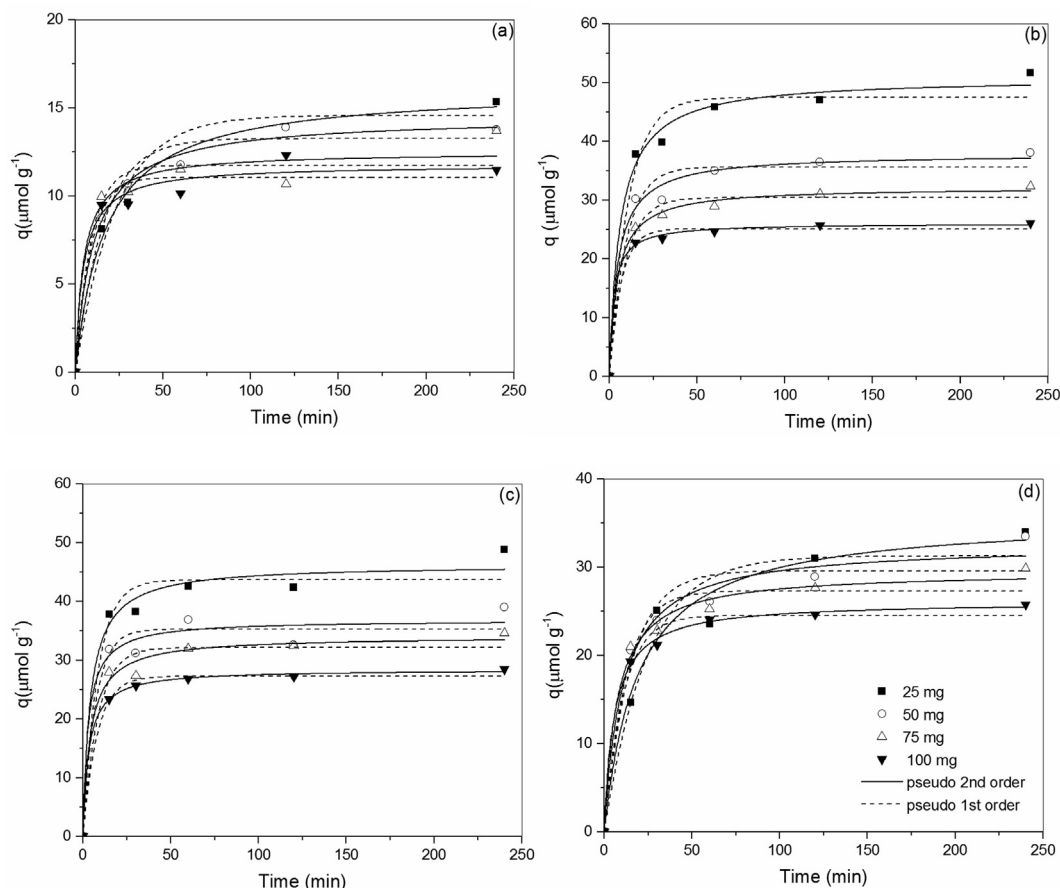 (a)
20
15
10
5
0
q(μmol g⁻¹)
0 50 100 150 200 250
Time (min)
(b)
60
50
40
30
20
10
0
q (μmol g⁻¹)
0 50 100 150 200 250
Time (min)
(c)
60
50
40
30
20
10
0
q(μmol g⁻¹)
0 50 100 150 200 250
Time (min)
(d)
40
30
20
10
0
q(μmol g⁻¹)
25 mg
50 mg
75 mg
100 mg
pseudo 2nd order
pseudo 1st order
0 50 100 150 200 250
Time (min)